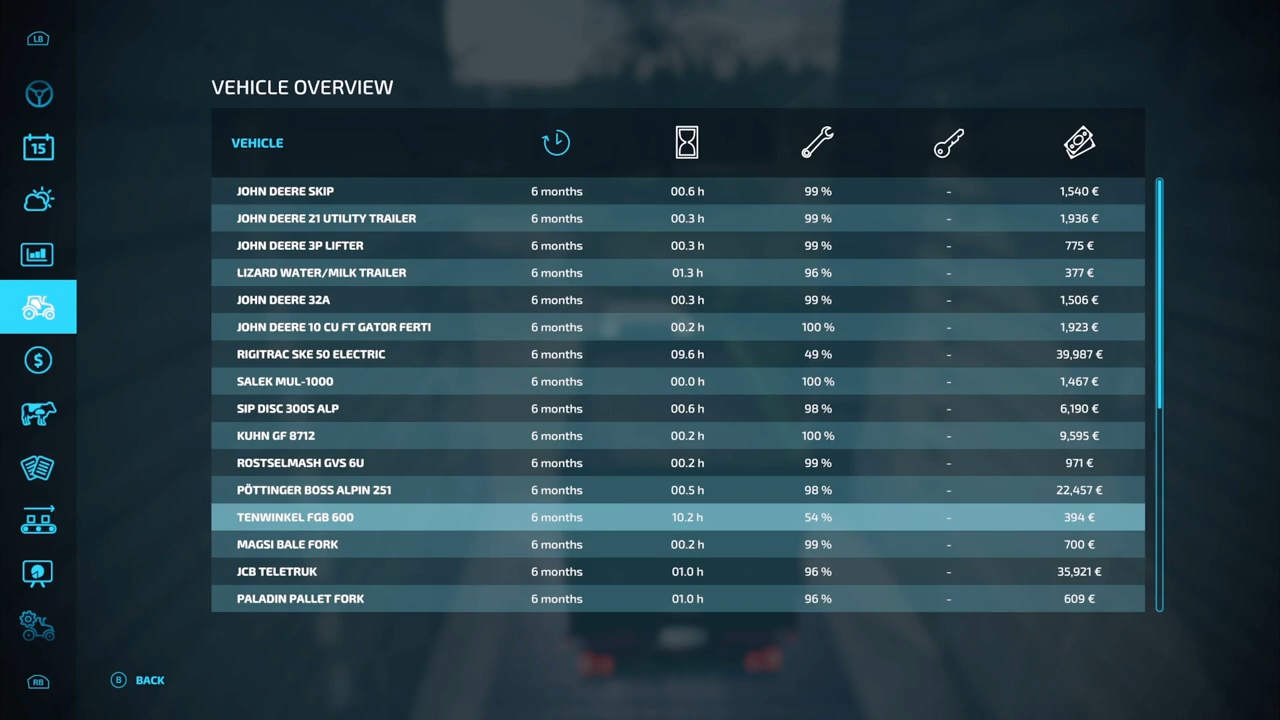 LB
VEHICLE OVERVIEW
15
VEHICLE
JOHN DEERE SKIP 6 months 00.6 h 99 % - 1,540 €
JOHN DEERE 21 UTILITY TRAILER 6 months 00.3 h 99 % - 1,936 €
JOHN DEERE 3P LIFTER 6 months 00.3 h 99 % - 775 €
LIZARD WATER/MILK TRAILER 6 months 01.3 h 96 % - 377 €
JOHN DEERE 32A 6 months 00.3 h 99 % - 1,506 €
JOHN DEERE 10 CU FT GATOR FERTI 6 months 00.2 h 100 % - 1,923 €
RIGITRAC SKE 50 ELECTRIC 6 months 09.6 h 49 % - 39,987 €
SALEK MUL-1000 6 months 00.0 h 100 % - 1,467 €
SIP DISC 300S ALP 6 months 00.6 h 98 % - 6,190 €
KUHN GF 8712 6 months 00.2 h 100 % - 9,595 €
ROSTSELMASH GVS 6U 6 months 00.2 h 99 % - 971 €
PÖTTINGER BOSS ALPIN 251 6 months 00.5 h 98 % - 22,457 €
TENWINKEL FGB 600 6 months 10.2 h 54 % - 394 €
MAGSI BALE FORK 6 months 00.2 h 99 % - 700 €
JCB TELETRUK 6 months 01.0 h 96 % - 35,921 €
PALADIN PALLET FORK 6 months 01.0 h 96 % - 609 €
RB
B BACK